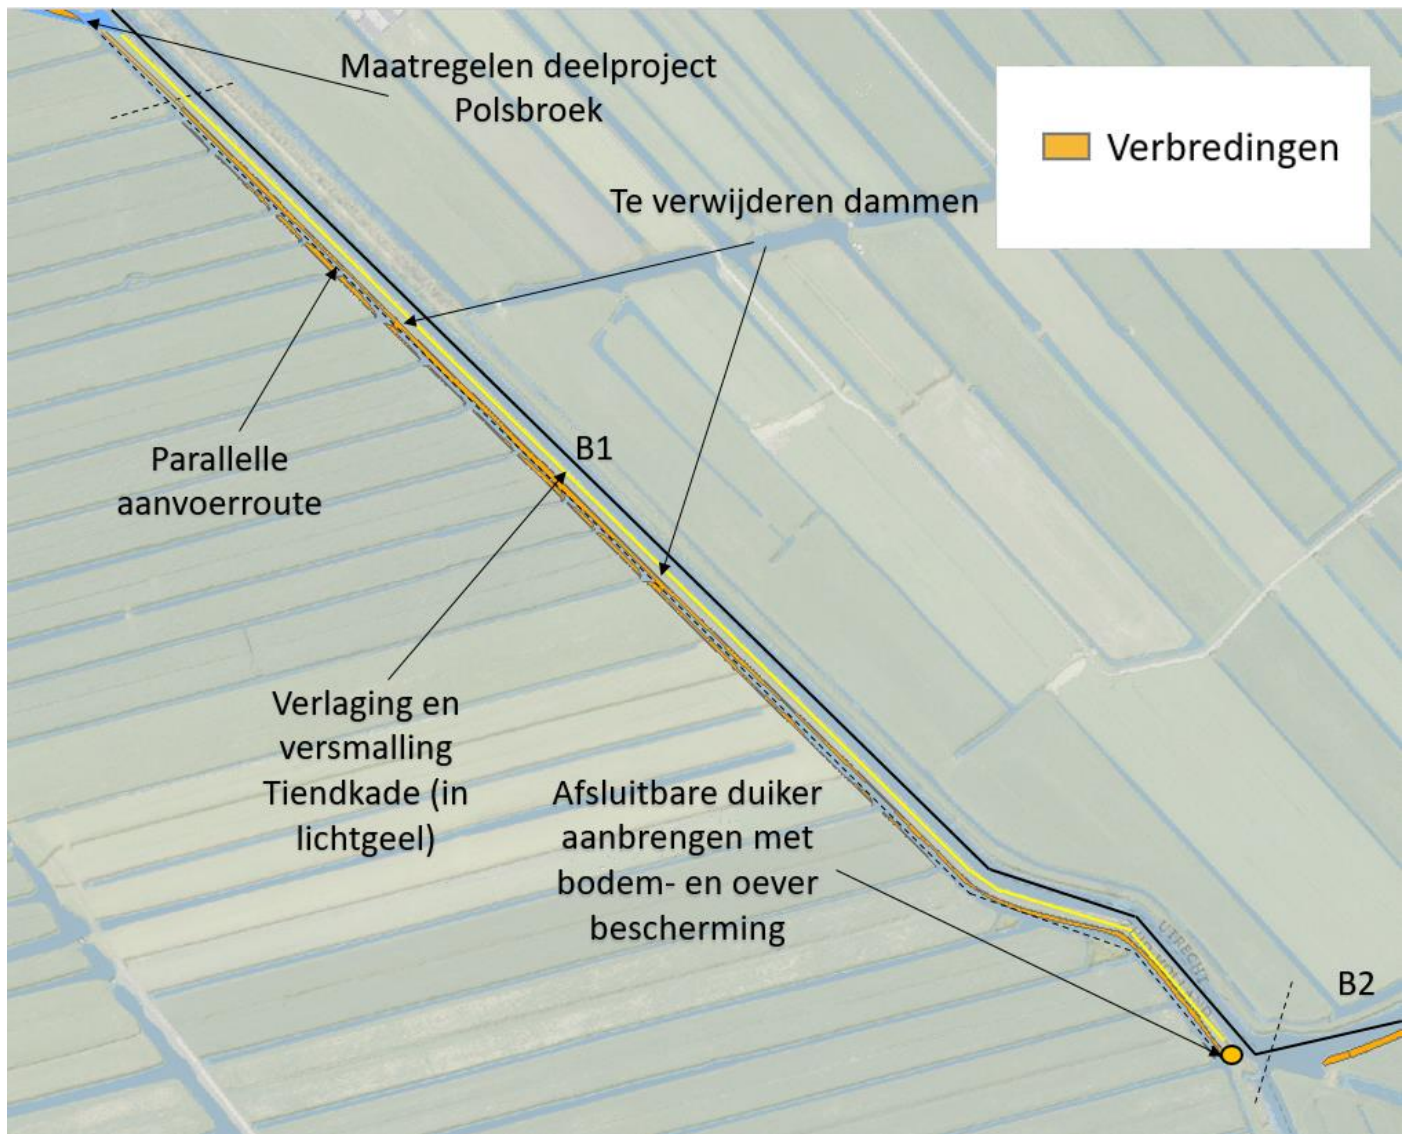 Maatregelen deelproject
Polsbroek
Verbredingen
Te verwijderen dammen
B1
Parallelle
aanvoerroute
Verlaging en
versmalling
Tiendkade (in
lichtgeel)
Afsluitbare duiker
aanbrengen met
bodem- en oever
bescherming
UTRECHT
B2